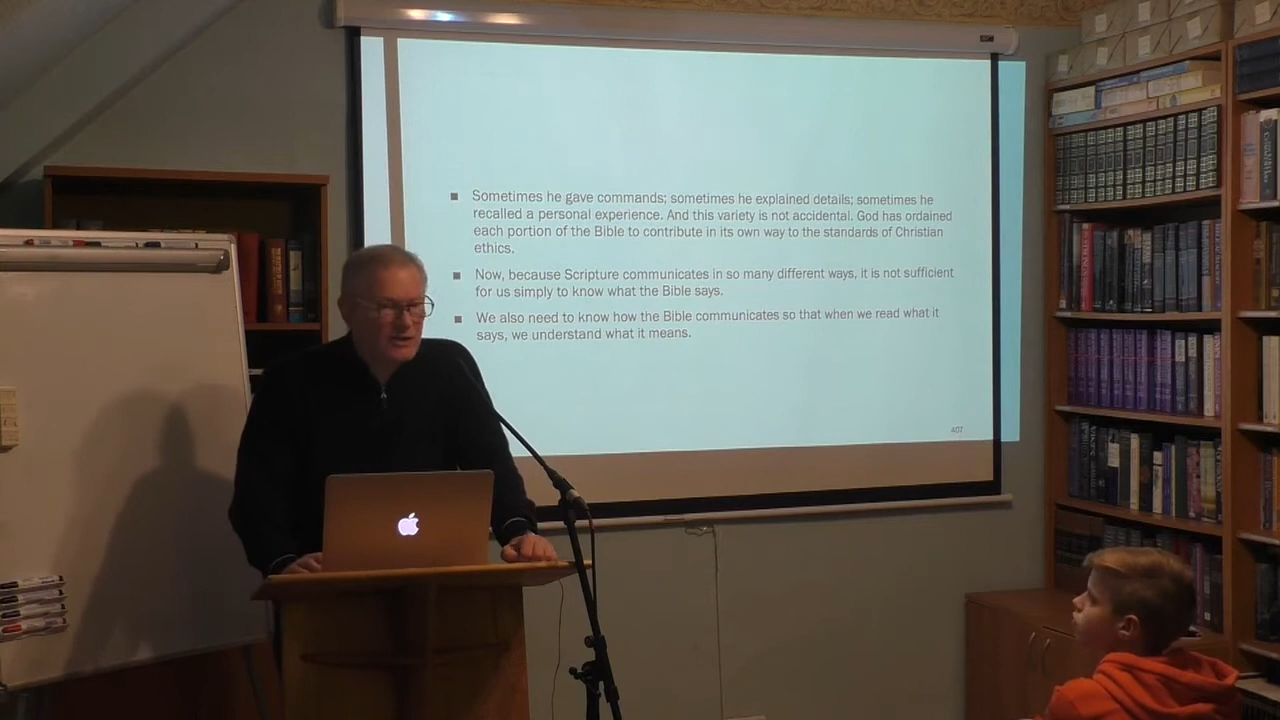 ■ Sometimes he gave commands; sometimes he explained details; sometimes he
recalled a personal experience. And this variety is not accidental. God has ordained
each portion of the Bible to contribute in its own way to the standards of Christian
ethics.
■ Now, because Scripture communicates in so many different ways, it is not sufficient
for us simply to know what the Bible says.
■ We also need to know how the Bible communicates so that when we read what it
says, we understand what it means.
407